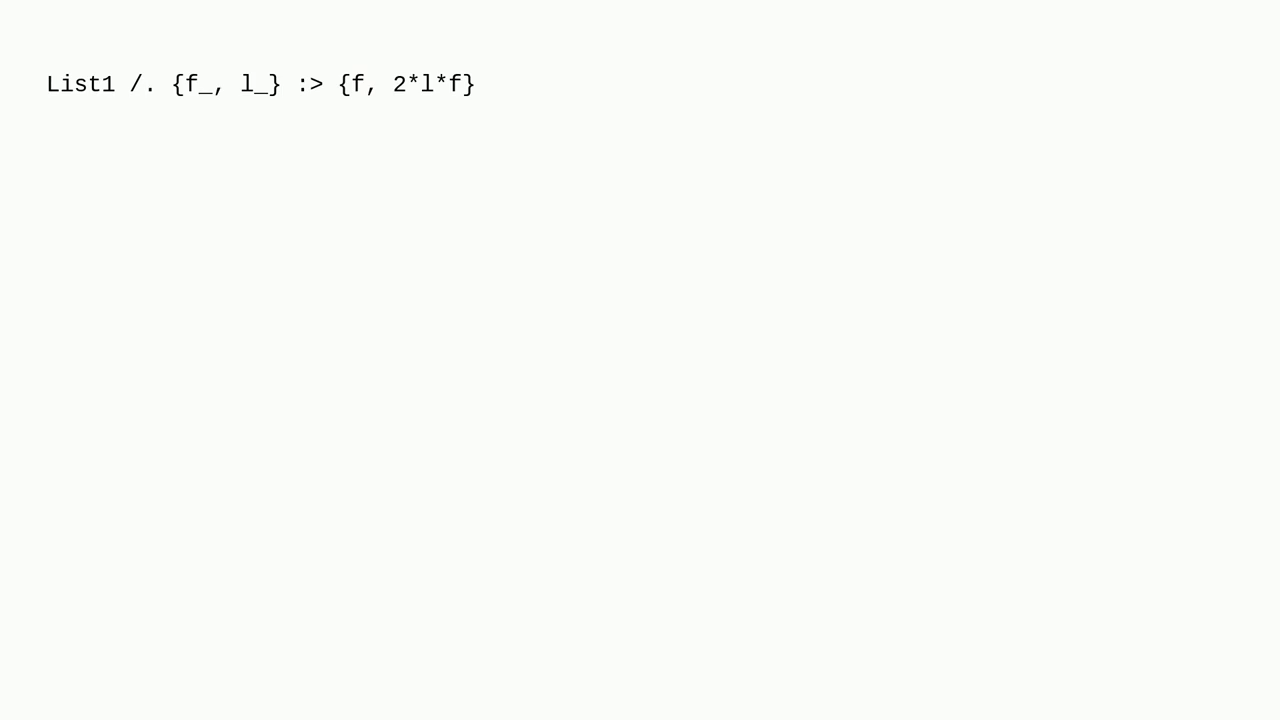 List1 /. {f_, l_} :> {f, 2*l*f}